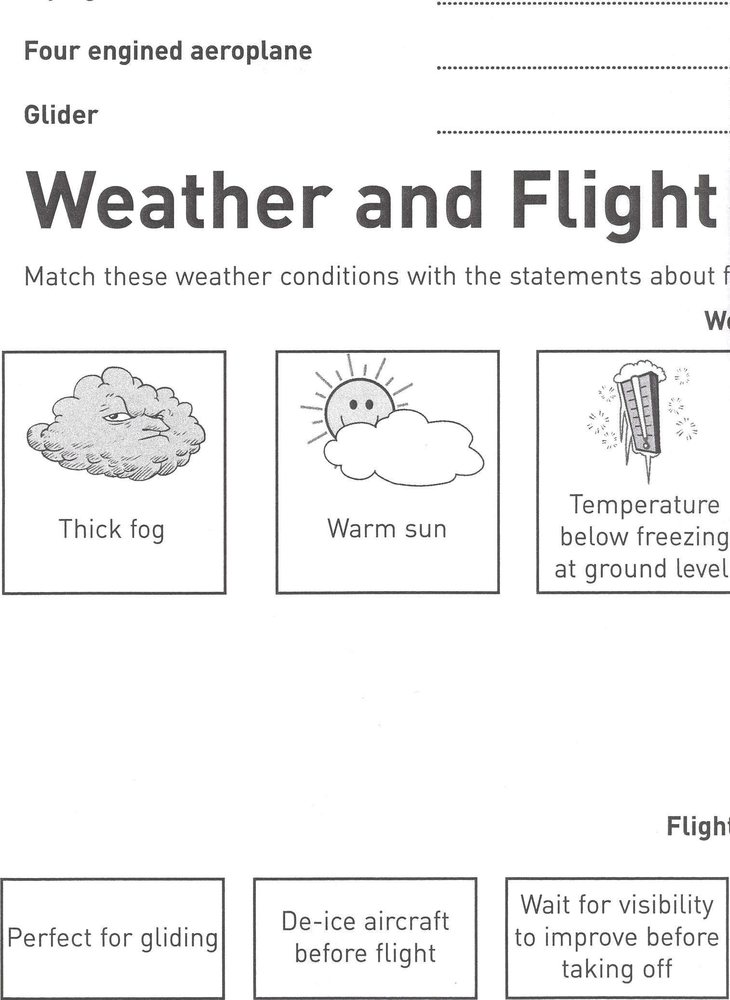 Four engined aeroplane
Glider
Weather and Flight
Match these weather conditions with the statements about f
We
Thick fog
Warm sun
Temperature
below freezing
at ground level
Flight
Perfect for gliding
De-ice aircraft
before flight
Wait for visibility
to improve before
taking off